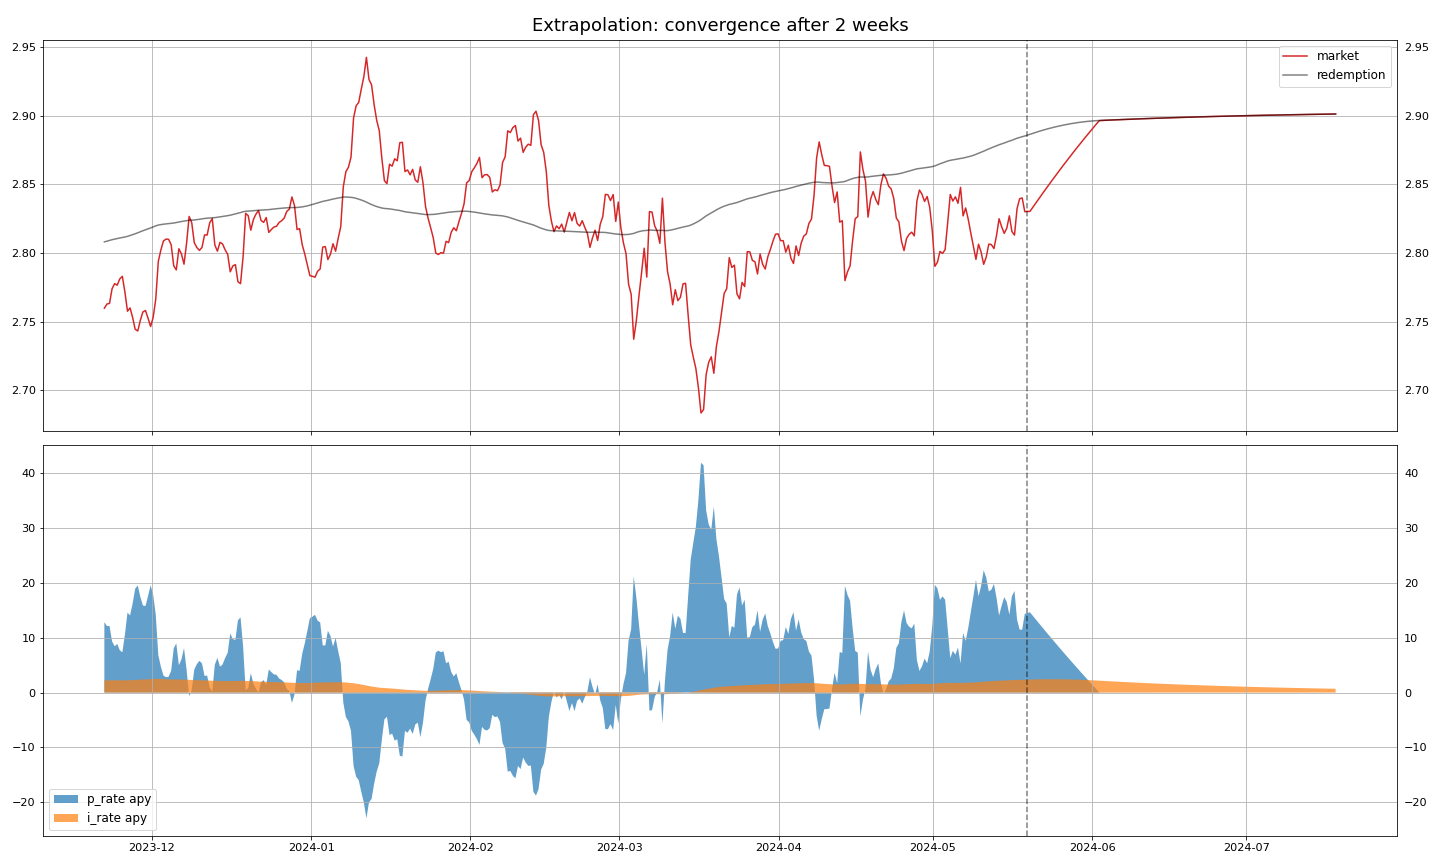 Extrapolation: convergence after 2 weeks
2.95 2.95
market
redemption
2.90 2.90
2.85 2.85
2.80 2.80
2.75 2.75
2.70 2.70
40 40
30 30
20 20
10 10
0 0
−10 −10
−20 −20
p_rate apy
i_rate apy
2023-12 2024-01 2024-02 2024-03 2024-04 2024-05 2024-06 2024-07